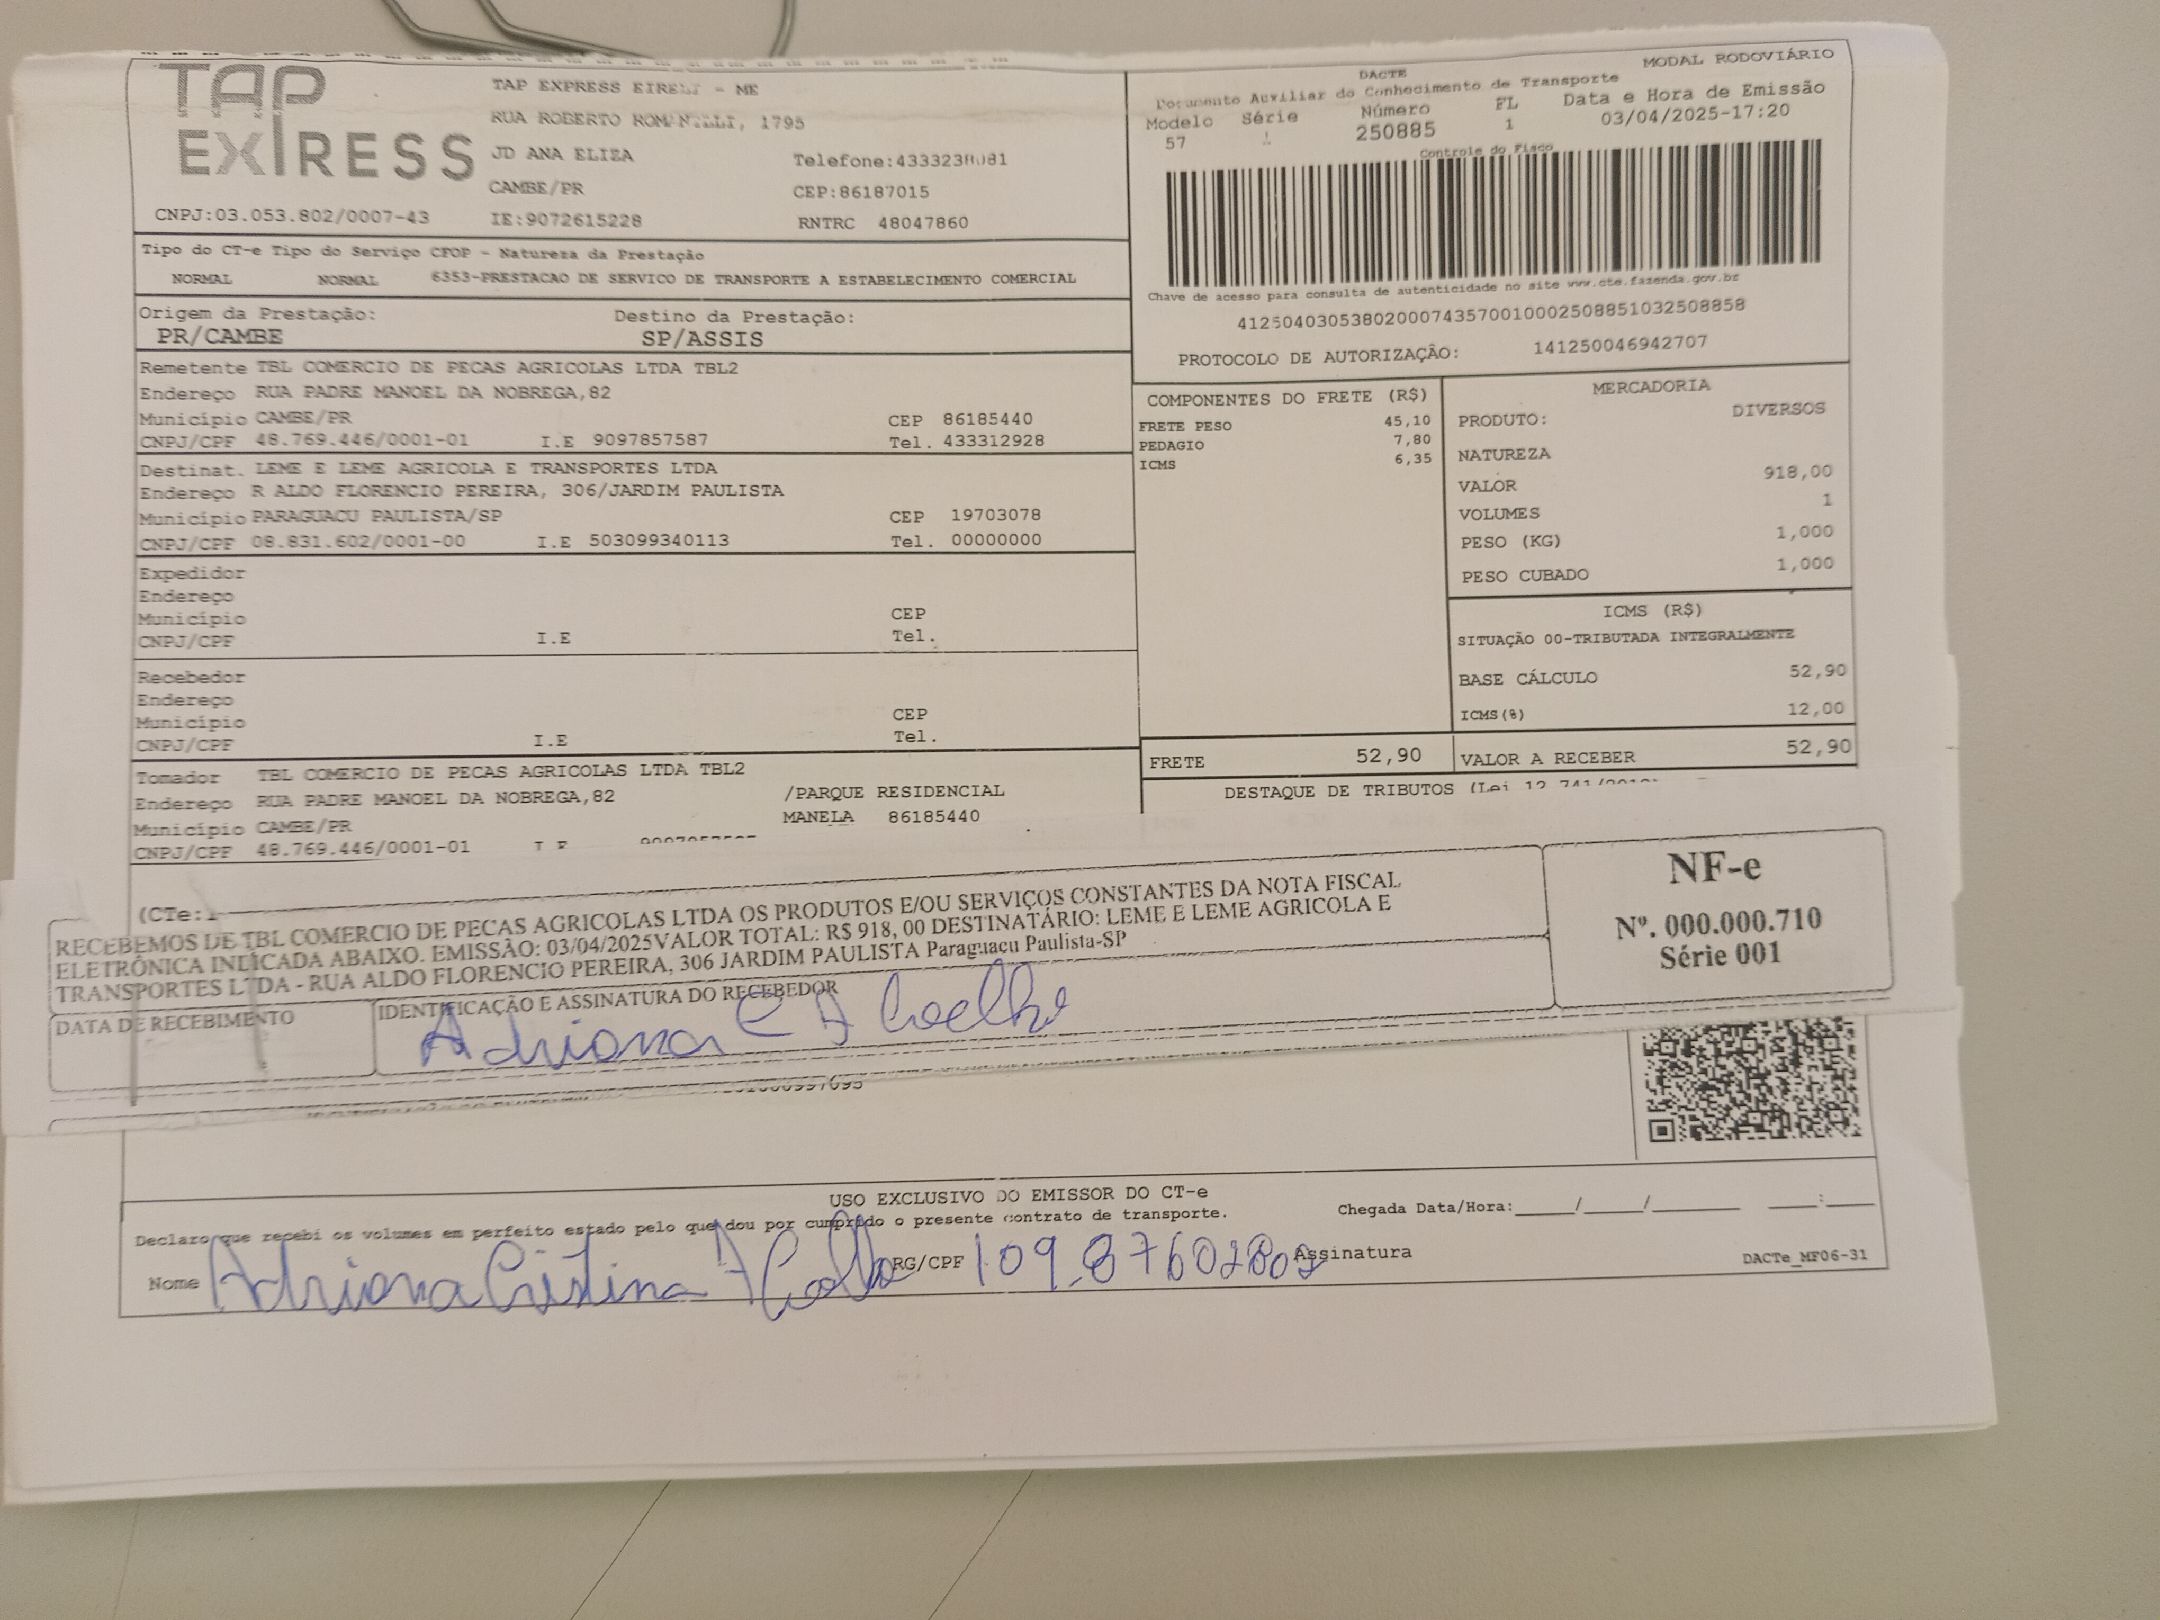 TAP EXPRESS
TAP EXPRESS EIRELI - ME
RUA ROBERTO ROMANELLI, 1795
JD ANA ELIZA
Telefone:4333238081
CAMBE/PR
CEP:86187015
CNPJ:03.053.802/0007-43
IE:9072615228
RNTRC 48047860
MODAL RODOVIÁRIO
DACTE
Documento Auxiliar do Conhecimento de Transporte
Modelo Série Número FL Data e Hora de Emissão
57 250885 1 03/04/2025-17:20
Controle do Fisco
Chave de acesso para consulta de autenticidade no site www.cte.fazenda.gov.br
41250403053802000743570010002508851032508858
PROTOCOLO DE AUTORIZAÇÃO: 141250046942707
Tipo do CT-e Tipo do Serviço CFOP - Natureza da Prestação
NORMAL NORMAL 6353-PRESTACAO DE SERVICO DE TRANSPORTE A ESTABELECIMENTO COMERCIAL
Origem da Prestação: Destino da Prestação:
PR/CAMBE SP/ASSIS
Remetente TBL COMERCIO DE PECAS AGRICOLAS LTDA TBL2
Endereço RUA PADRE MANOEL DA NOBREGA,82
Município CAMBE/PR CEP 86185440
CNPJ/CPF 48.769.446/0001-01 I.E 9097857587 Tel. 433312928
Destinat. LEME E LEME AGRICOLA E TRANSPORTES LTDA
Endereço R ALDO FLORENCIO PEREIRA, 306/JARDIM PAULISTA
Município PARAGUACU PAULISTA/SP CEP 19703078
CNPJ/CPF 08.831.602/0001-00 I.E 503099340113 Tel. 00000000
Expedidor
Endereço
Município CEP
CNPJ/CPF I.E Tel.
Recebedor
Endereço
Município CEP
CNPJ/CPF I.E Tel.
Tomador TBL COMERCIO DE PECAS AGRICOLAS LTDA TBL2
Endereço RUA PADRE MANOEL DA NOBREGA,82 /PARQUE RESIDENCIAL
Município CAMBE/PR MANELA 86185440
CNPJ/CPF 48.769.446/0001-01
COMPONENTES DO FRETE (R$)
FRETE PESO 45,10
PEDAGIO 7,80
ICMS 6,35
MERCADORIA
PRODUTO: DIVERSOS
NATUREZA
VALOR 918,00
VOLUMES 1
PESO (KG) 1,000
PESO CUBADO 1,000
ICMS (R$)
SITUAÇÃO 00-TRIBUTADA INTEGRALMENTE
BASE CÁLCULO 52,90
ICMS(%) 12,00
FRETE 52,90
VALOR A RECEBER 52,90
DESTAQUE DE TRIBUTOS (Lei 12.741/
(CTe:
RECEBEMOS DE TBL COMERCIO DE PECAS AGRICOLAS LTDA OS PRODUTOS E/OU SERVIÇOS CONSTANTES DA NOTA FISCAL
ELETRÔNICA INDICADA ABAIXO. EMISSÃO: 03/04/2025VALOR TOTAL: R$ 918, 00 DESTINATÁRIO: LEME E LEME AGRICOLA E
TRANSPORTES LTDA - RUA ALDO FLORENCIO PEREIRA, 306 JARDIM PAULISTA Paraguacu Paulista-SP
DATA DE RECEBIMENTO
IDENTIFICAÇÃO E ASSINATURA DO RECEBEDOR
Adriana C A Coelho
NF-e
Nº. 000.000.710
Série 001
USO EXCLUSIVO DO EMISSOR DO CT-e
Declaro que recebi os volumes em perfeito estado pelo que dou por cumprido o presente contrato de transporte.
Chegada Data/Hora:_____/_____/________ ____:____
Nome Adriana Cristina A Coelho RG/CPF 109.87602802 Assinatura
DACTe_MF06-31